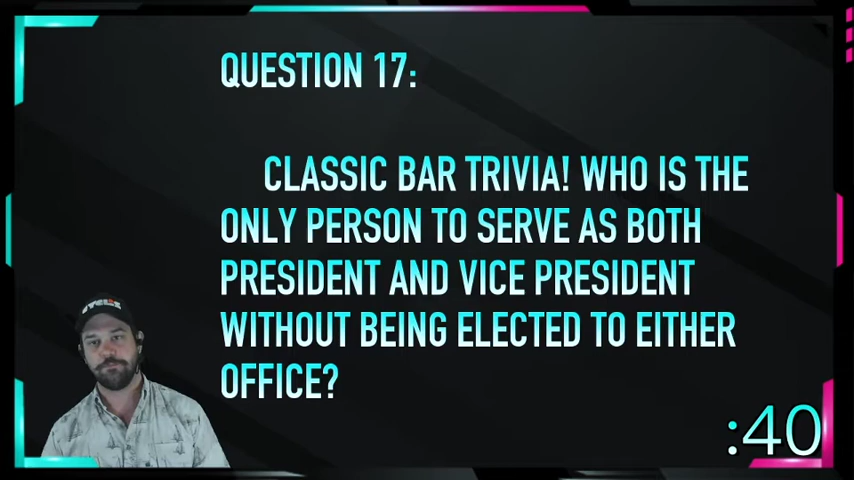 QUESTION 17:
CLASSIC BAR TRIVIA! WHO IS THE
ONLY PERSON TO SERVE AS BOTH
PRESIDENT AND VICE PRESIDENT
WITHOUT BEING ELECTED TO EITHER
OFFICE?
:40